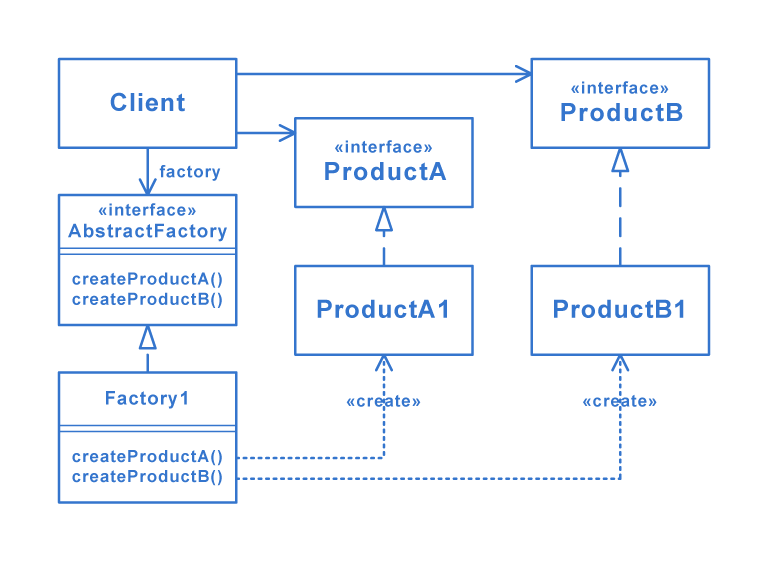 Client
«interface»
ProductB
«interface»
ProductA
factory
«interface»
AbstractFactory
createProductA()
createProductB()
ProductA1
ProductB1
Factory1
«create»
«create»
createProductA()
createProductB()